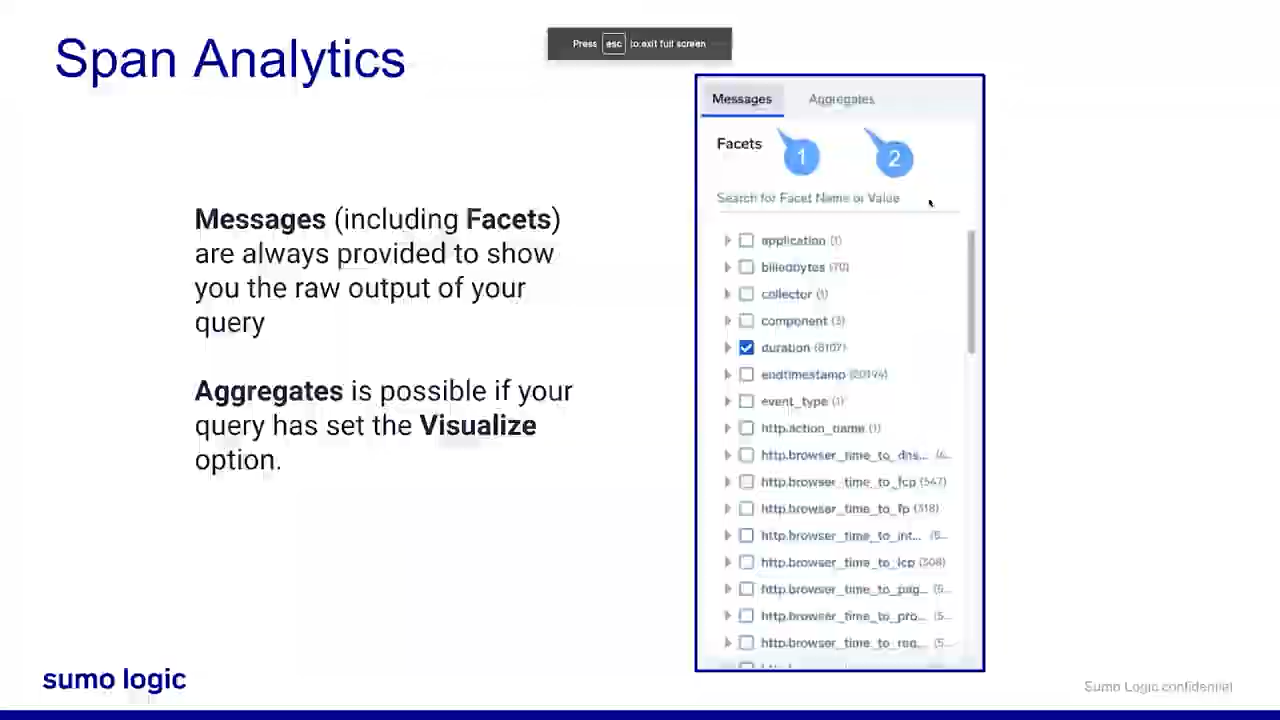 Span Analytics
Press esc to exit full screen
Messages (including Facets)
are always provided to show
you the raw output of your
query
Aggregates is possible if your
query has set the Visualize
option.
Messages Aggregates
1 2
Facets
Search for Facet Name or Value
application (1)
billedbytes (70)
collector (1)
component (3)
duration (8107)
endtimestamp (20194)
event_type (1)
http.action_name (1)
http.browser_time_to_dns...
http.browser_time_to_fcp (547)
http.browser_time_to_fp (318)
http.browser_time_to_int... (5...
http.browser_time_to_lcp (508)
http.browser_time_to_pag... (5...
http.browser_time_to_pro... (5...
http.browser_time_to_req... (5...
sumo logic
Sumo Logic confidential